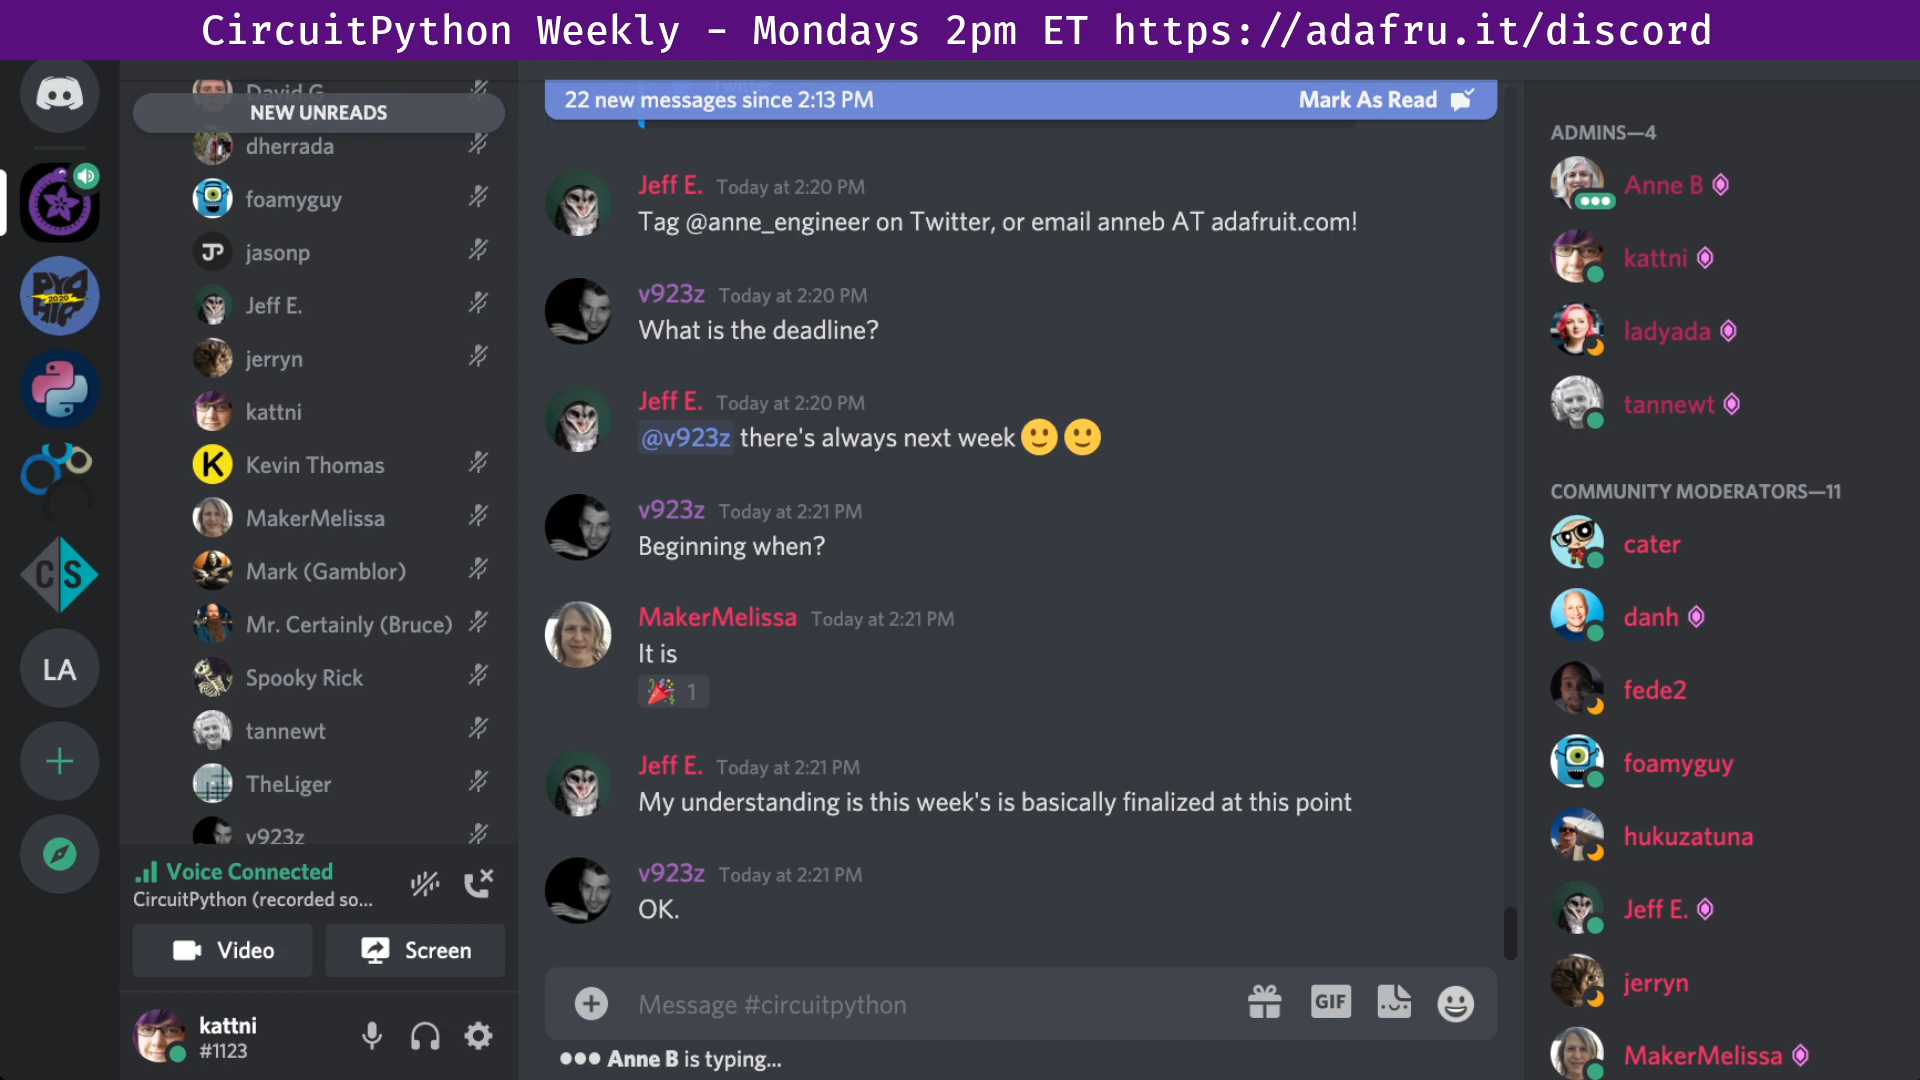 CircuitPython Weekly - Mondays 2pm ET https://adafru.it/discord
David G
NEW UNREADS
dherrada
foamyguy
JP
jasonp
Jeff E.
jerryn
kattni
K
Kevin Thomas
MakerMelissa
Mark (Gamblor)
Mr. Certainly (Bruce)
Spooky Rick
tannewt
TheLiger
v923z
CS
LA
Voice Connected
CircuitPython (recorded so...
Video
Screen
kattni
#1123
22 new messages since 2:13 PM
Mark As Read
Jeff E. Today at 2:20 PM
Tag @anne_engineer on Twitter, or email anneb AT adafruit.com!
v923z Today at 2:20 PM
What is the deadline?
Jeff E. Today at 2:20 PM
@v923z there's always next week
v923z Today at 2:21 PM
Beginning when?
MakerMelissa Today at 2:21 PM
It is
1
Jeff E. Today at 2:21 PM
My understanding is this week's is basically finalized at this point
v923z Today at 2:21 PM
OK.
Message #circuitpython
GIF
Anne B is typing...
ADMINS—4
Anne B
kattni
ladyada
tannewt
COMMUNITY MODERATORS—11
cater
danh
fede2
foamyguy
hukuzatuna
Jeff E.
jerryn
MakerMelissa